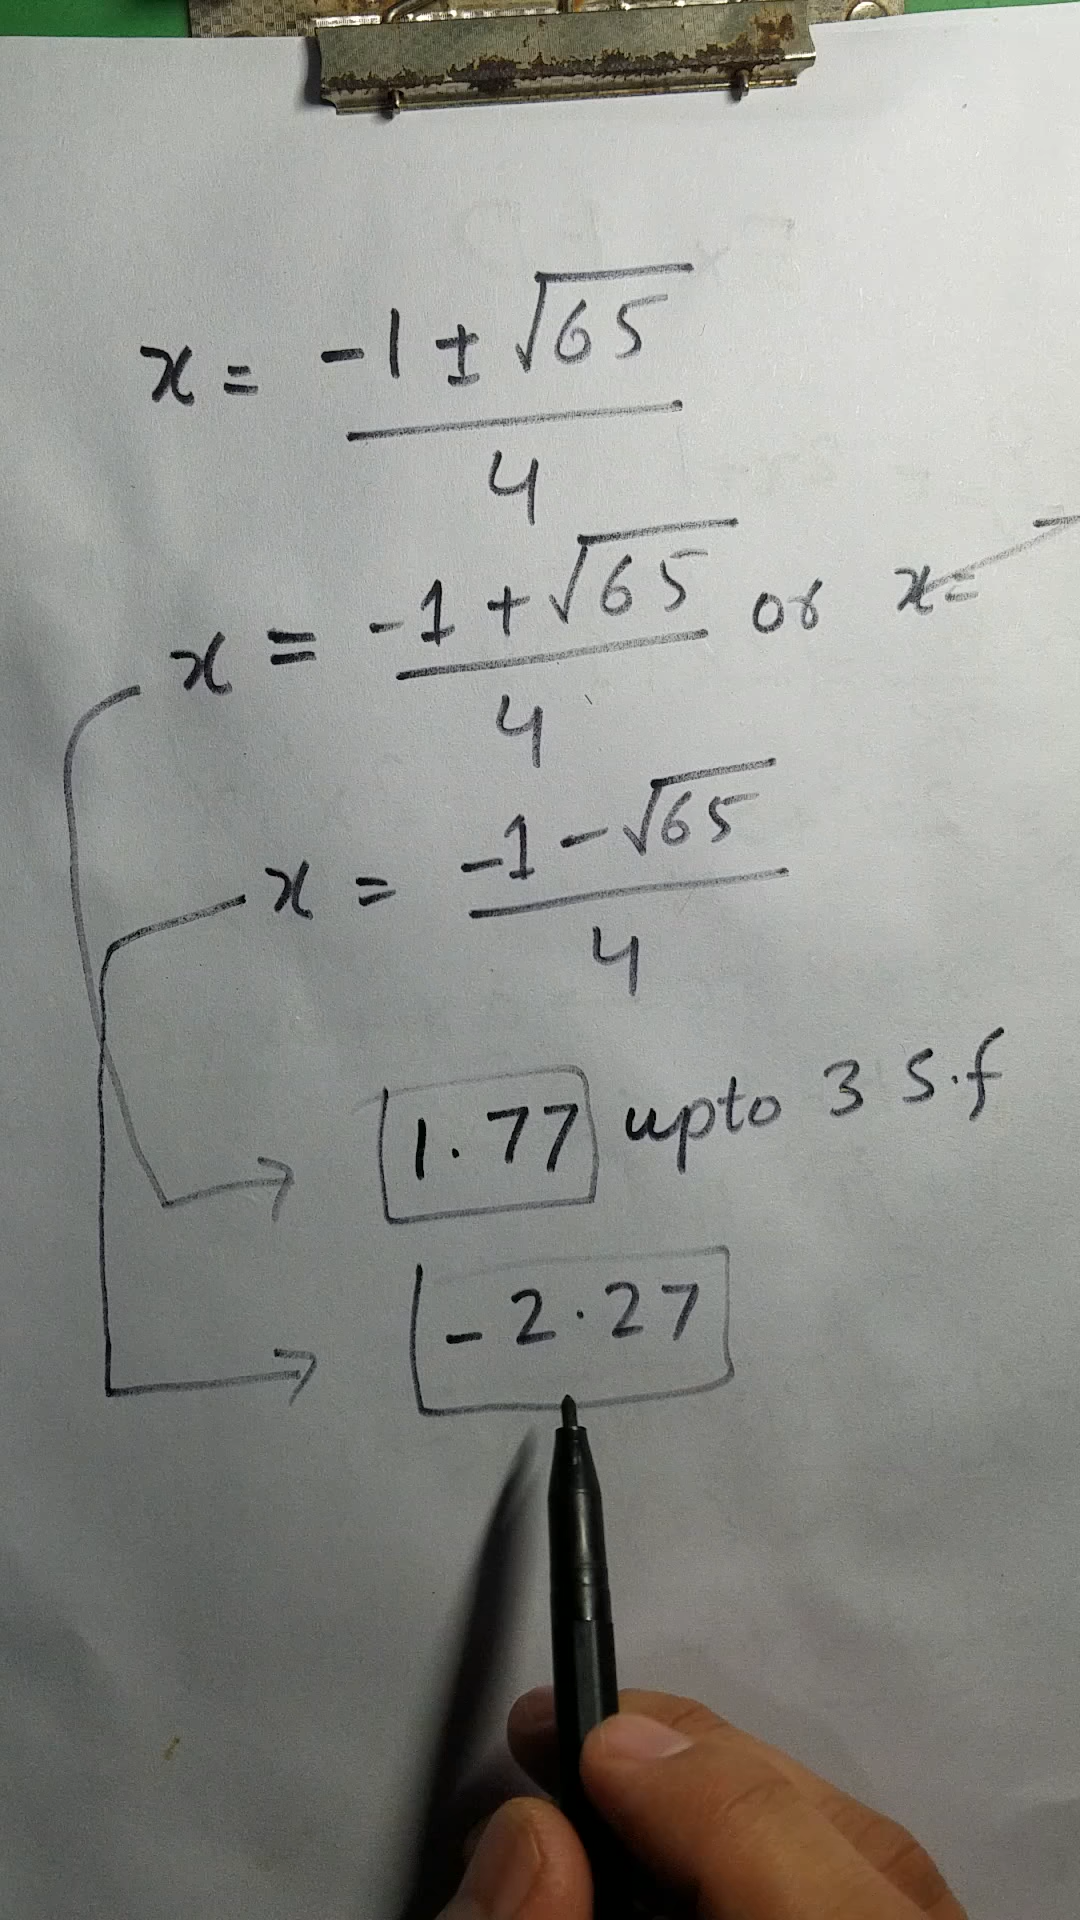 x = -1 ± √65 / 4
x = -1 + √65 / 4 or x =
x = -1 - √65 / 4
1.77 upto 3 s.f
- 2.27